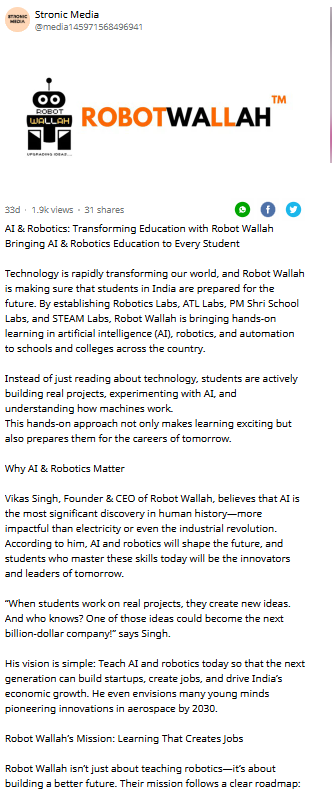 STRONIC
MEDIA
Stronic Media
@media145971568496941
ROBOT
WALLAH
UPGRADING IDEAS...
ROBOTWALLAH TM
33d · 1.9k views · 31 shares
AI & Robotics: Transforming Education with Robot Wallah
Bringing AI & Robotics Education to Every Student
Technology is rapidly transforming our world, and Robot Wallah
is making sure that students in India are prepared for the
future. By establishing Robotics Labs, ATL Labs, PM Shri School
Labs, and STEAM Labs, Robot Wallah is bringing hands-on
learning in artificial intelligence (AI), robotics, and automation
to schools and colleges across the country.
Instead of just reading about technology, students are actively
building real projects, experimenting with AI, and
understanding how machines work.
This hands-on approach not only makes learning exciting but
also prepares them for the careers of tomorrow.
Why AI & Robotics Matter
Vikas Singh, Founder & CEO of Robot Wallah, believes that AI is
the most significant discovery in human history—more
impactful than electricity or even the industrial revolution.
According to him, AI and robotics will shape the future, and
students who master these skills today will be the innovators
and leaders of tomorrow.
“When students work on real projects, they create new ideas.
And who knows? One of those ideas could become the next
billion-dollar company!” says Singh.
His vision is simple: Teach AI and robotics today so that the next
generation can build startups, create jobs, and drive India’s
economic growth. He even envisions many young minds
pioneering innovations in aerospace by 2030.
Robot Wallah’s Mission: Learning That Creates Jobs
Robot Wallah isn’t just about teaching robotics—it’s about
building a better future. Their mission follows a clear roadmap: